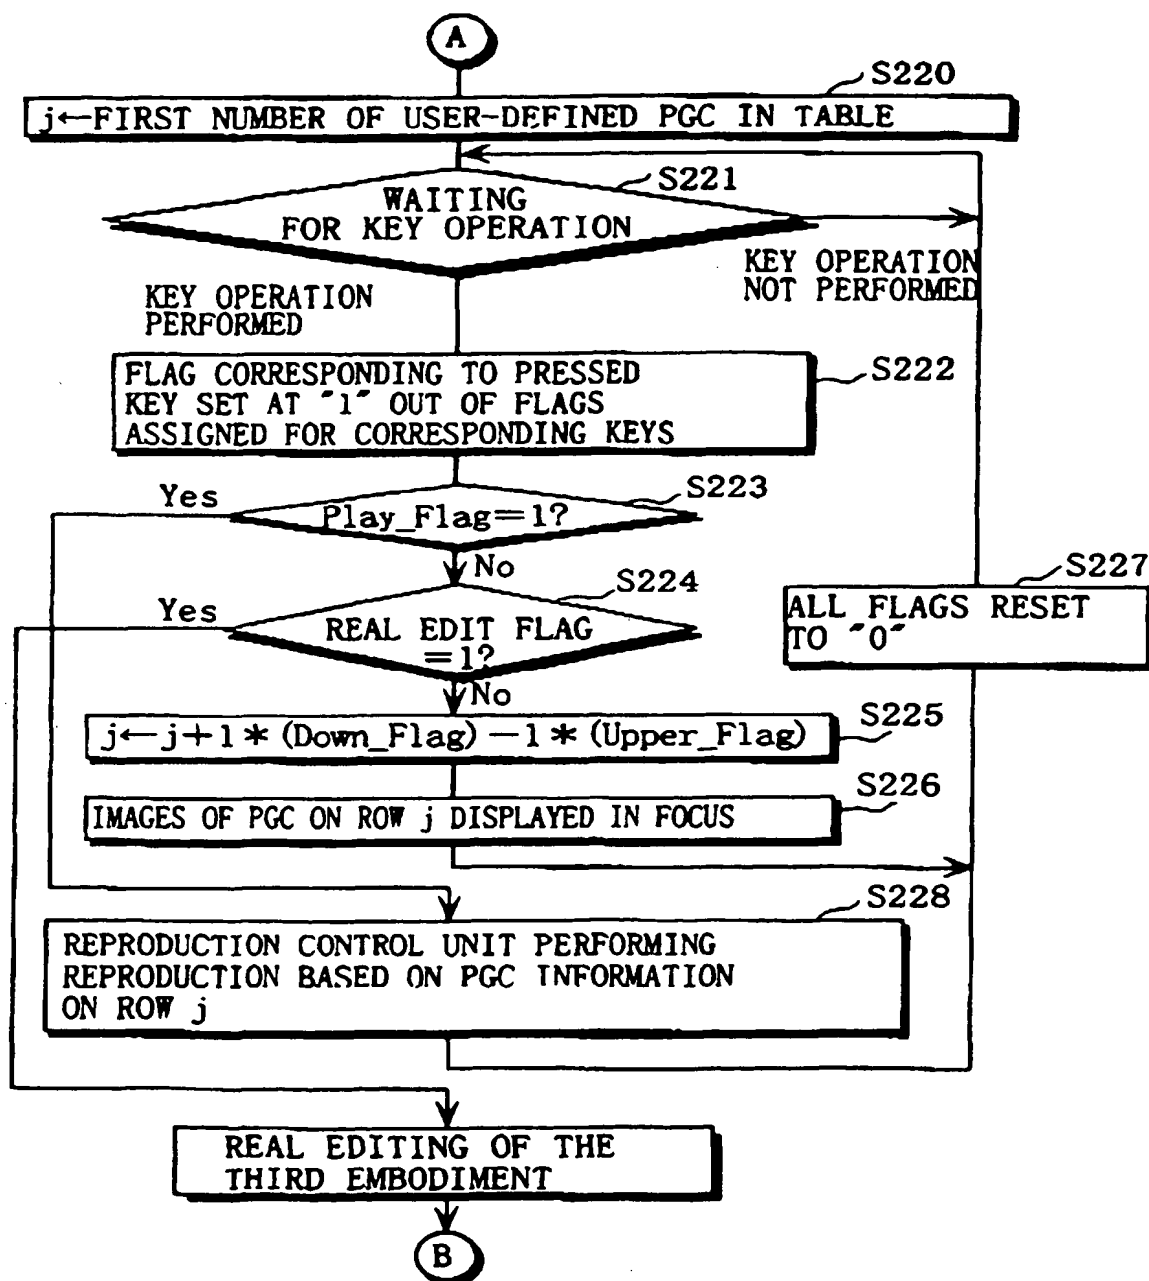 A
S220
j←FIRST NUMBER OF USER-DEFINED PGC IN TABLE
S221
WAITING
FOR KEY OPERATION
KEY OPERATION
NOT PERFORMED
KEY OPERATION
PERFORMED
S222
FLAG CORRESPONDING TO PRESSED
KEY SET AT "1" OUT OF FLAGS
ASSIGNED FOR CORRESPONDING KEYS
S223
Yes
Play_Flag=1?
No
S224
Yes
REAL EDIT FLAG
=1?
No
S227
ALL FLAGS RESET
TO "0"
S225
j←j+1*(Down_Flag)-1*(Upper_Flag)
S226
IMAGES OF PGC ON ROW j DISPLAYED IN FOCUS
S228
REPRODUCTION CONTROL UNIT PERFORMING
REPRODUCTION BASED ON PGC INFORMATION
ON ROW j
REAL EDITING OF THE
THIRD EMBODIMENT
B